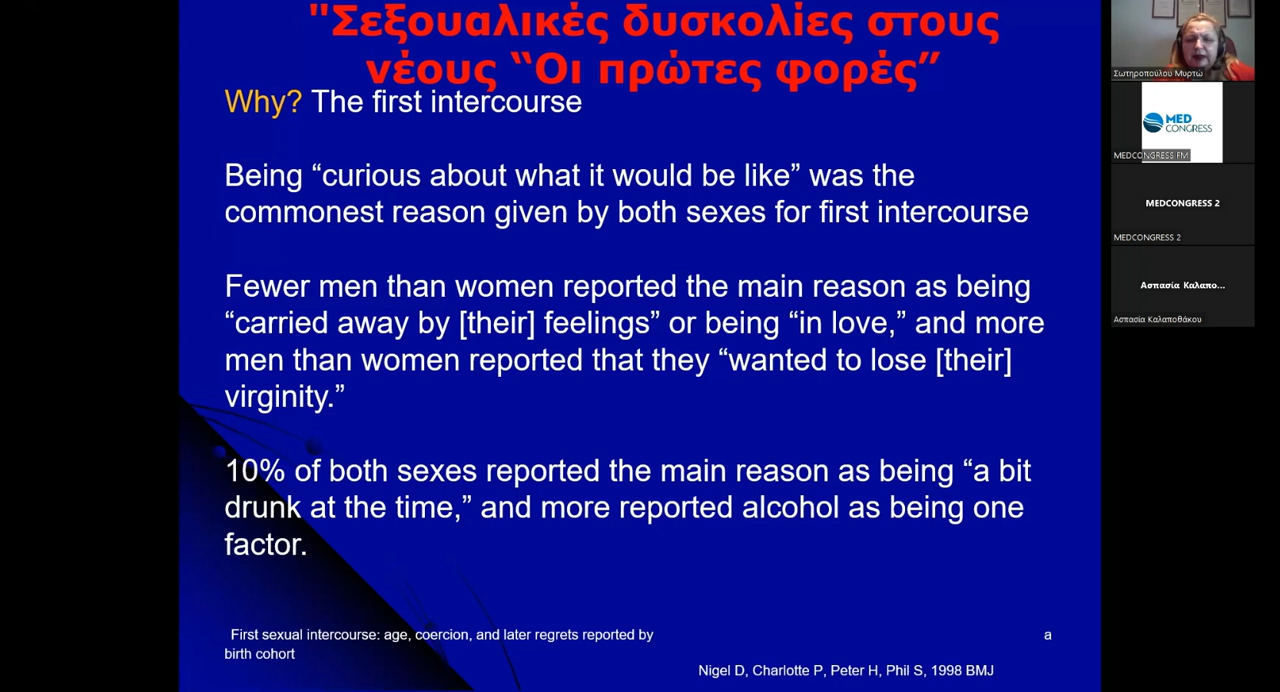 "Σεξουαλικές δυσκολίες στους
νέους “Οι πρώτες φορές”
Why? The first intercourse
Being “curious about what it would be like” was the
commonest reason given by both sexes for first intercourse
Fewer men than women reported the main reason as being
“carried away by [their] feelings” or being “in love,” and more
men than women reported that they “wanted to lose [their]
virginity.”
10% of both sexes reported the main reason as being “a bit
drunk at the time,” and more reported alcohol as being one
factor.
First sexual intercourse: age, coercion, and later regrets reported by a
birth cohort
Nigel D, Charlotte P, Peter H, Phil S, 1998 BMJ
Σωτηροπούλου Μυρτώ
MED
CONGRESS
MEDCONGRESS FM
MEDCONGRESS 2
MEDCONGRESS 2
Ασπασία Καλαπο...
Ασπασία Καλαποθάκου